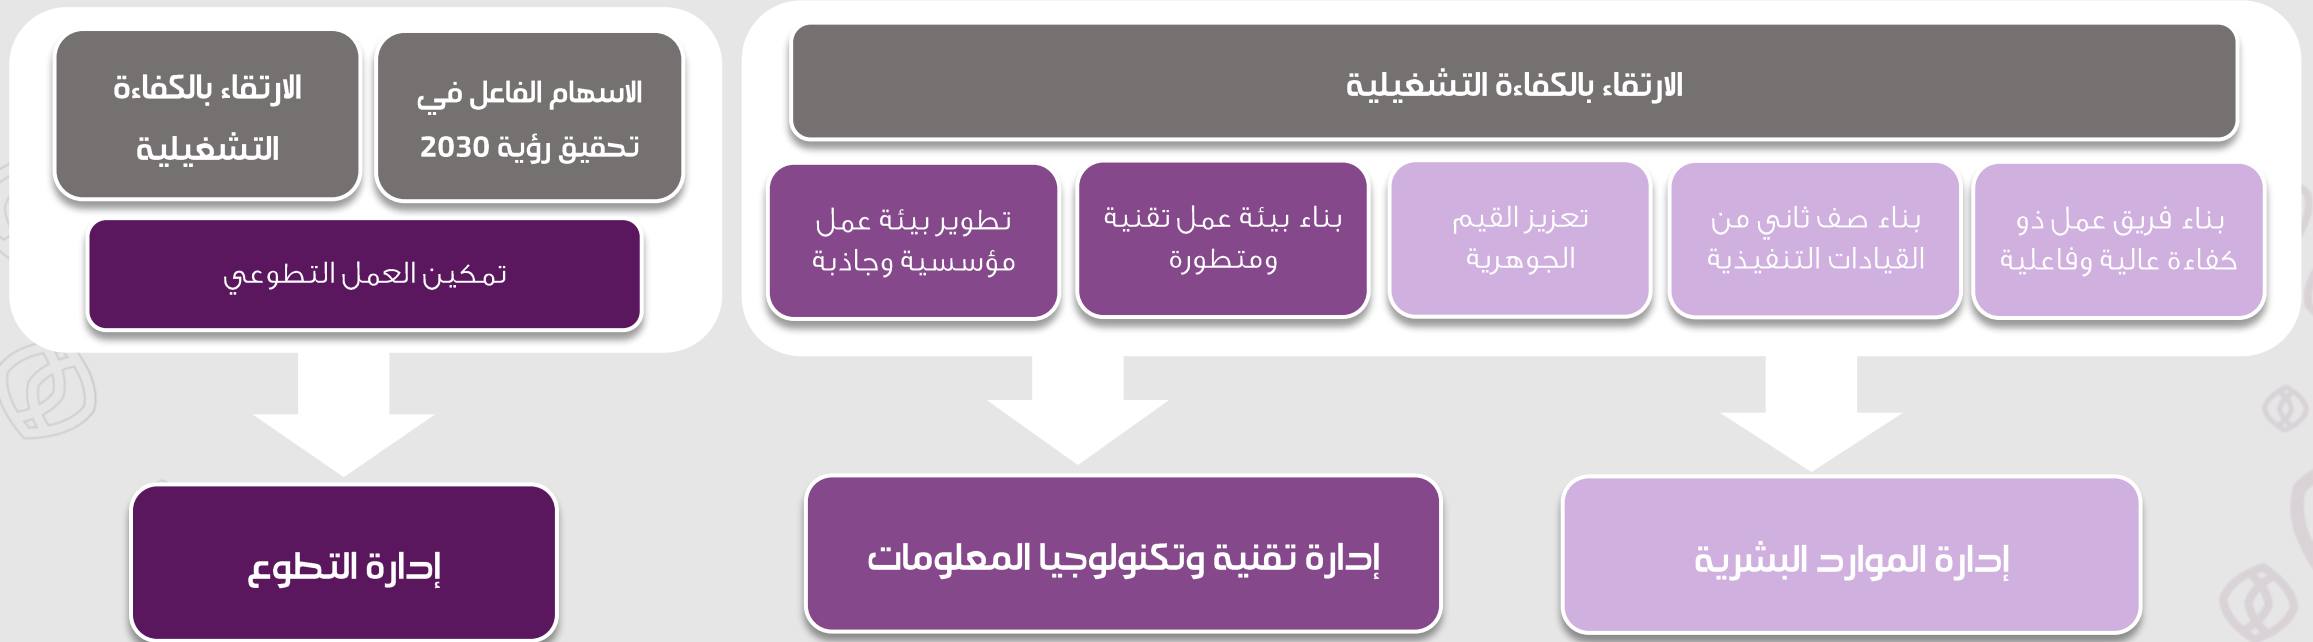 الارتقاء بالكفاءة التشغيلية
بناء فريق عمل ذو
كفاءة عالية وفاعلية
بناء صف ثاني من
القيادات التنفيذية
تعزيز القيم
الجوهرية
بناء بيئة عمل تقنية
ومتطورة
تطوير بيئة عمل
مؤسسية وجاذبة
الاسهام الفاعل في
تحقيق رؤية 2030
الارتقاء بالكفاءة
التشغيلية
تمكين العمل التطوعي
إدارة الموارد البشرية
إدارة تقنية وتكنولوجيا المعلومات
إدارة التطوع